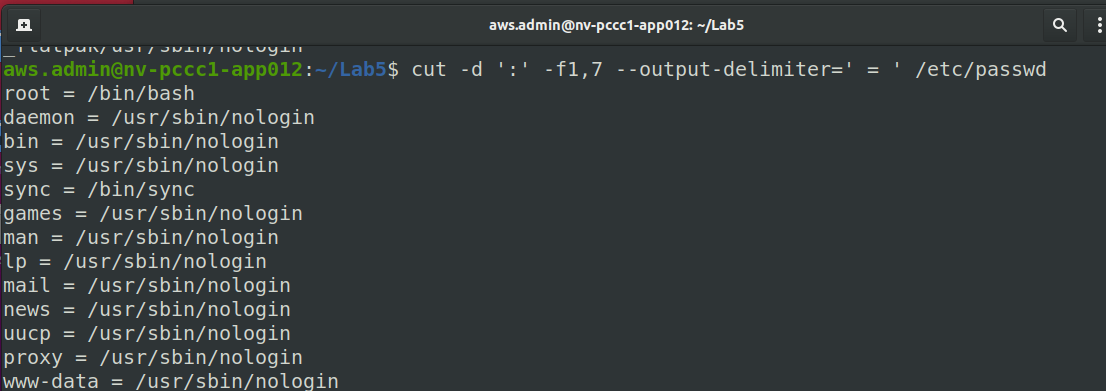 aws.admin@nv-pccc1-app012: ~/Lab5
_flatpak/usr/sbin/nologin
aws.admin@nv-pccc1-app012:~/Lab5$ cut -d ':' -f1,7 --output-delimiter=' = ' /etc/passwd
root = /bin/bash
daemon = /usr/sbin/nologin
bin = /usr/sbin/nologin
sys = /usr/sbin/nologin
sync = /bin/sync
games = /usr/sbin/nologin
man = /usr/sbin/nologin
lp = /usr/sbin/nologin
mail = /usr/sbin/nologin
news = /usr/sbin/nologin
uucp = /usr/sbin/nologin
proxy = /usr/sbin/nologin
www-data = /usr/sbin/nologin